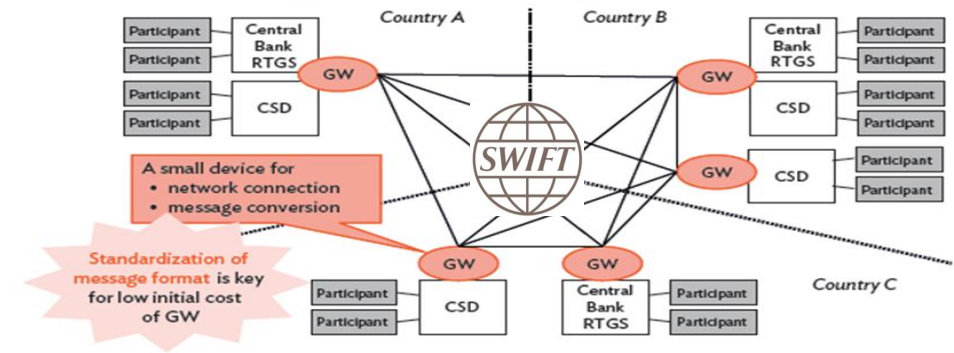 Country A
Country B
Participant
Participant
Participant
Participant
Central
Bank
RTGS
CSD
GW
SWIFT
GW
Central
Bank
RTGS
CSD
Participant
Participant
Participant
Participant
GW
CSD
Participant
Participant
A small device for
• network connection
• message conversion
Standardization of
message format is key
for low initial cost
of GW
GW
CSD
Participant
Participant
GW
Central
Bank
RTGS
Participant
Participant
Country C